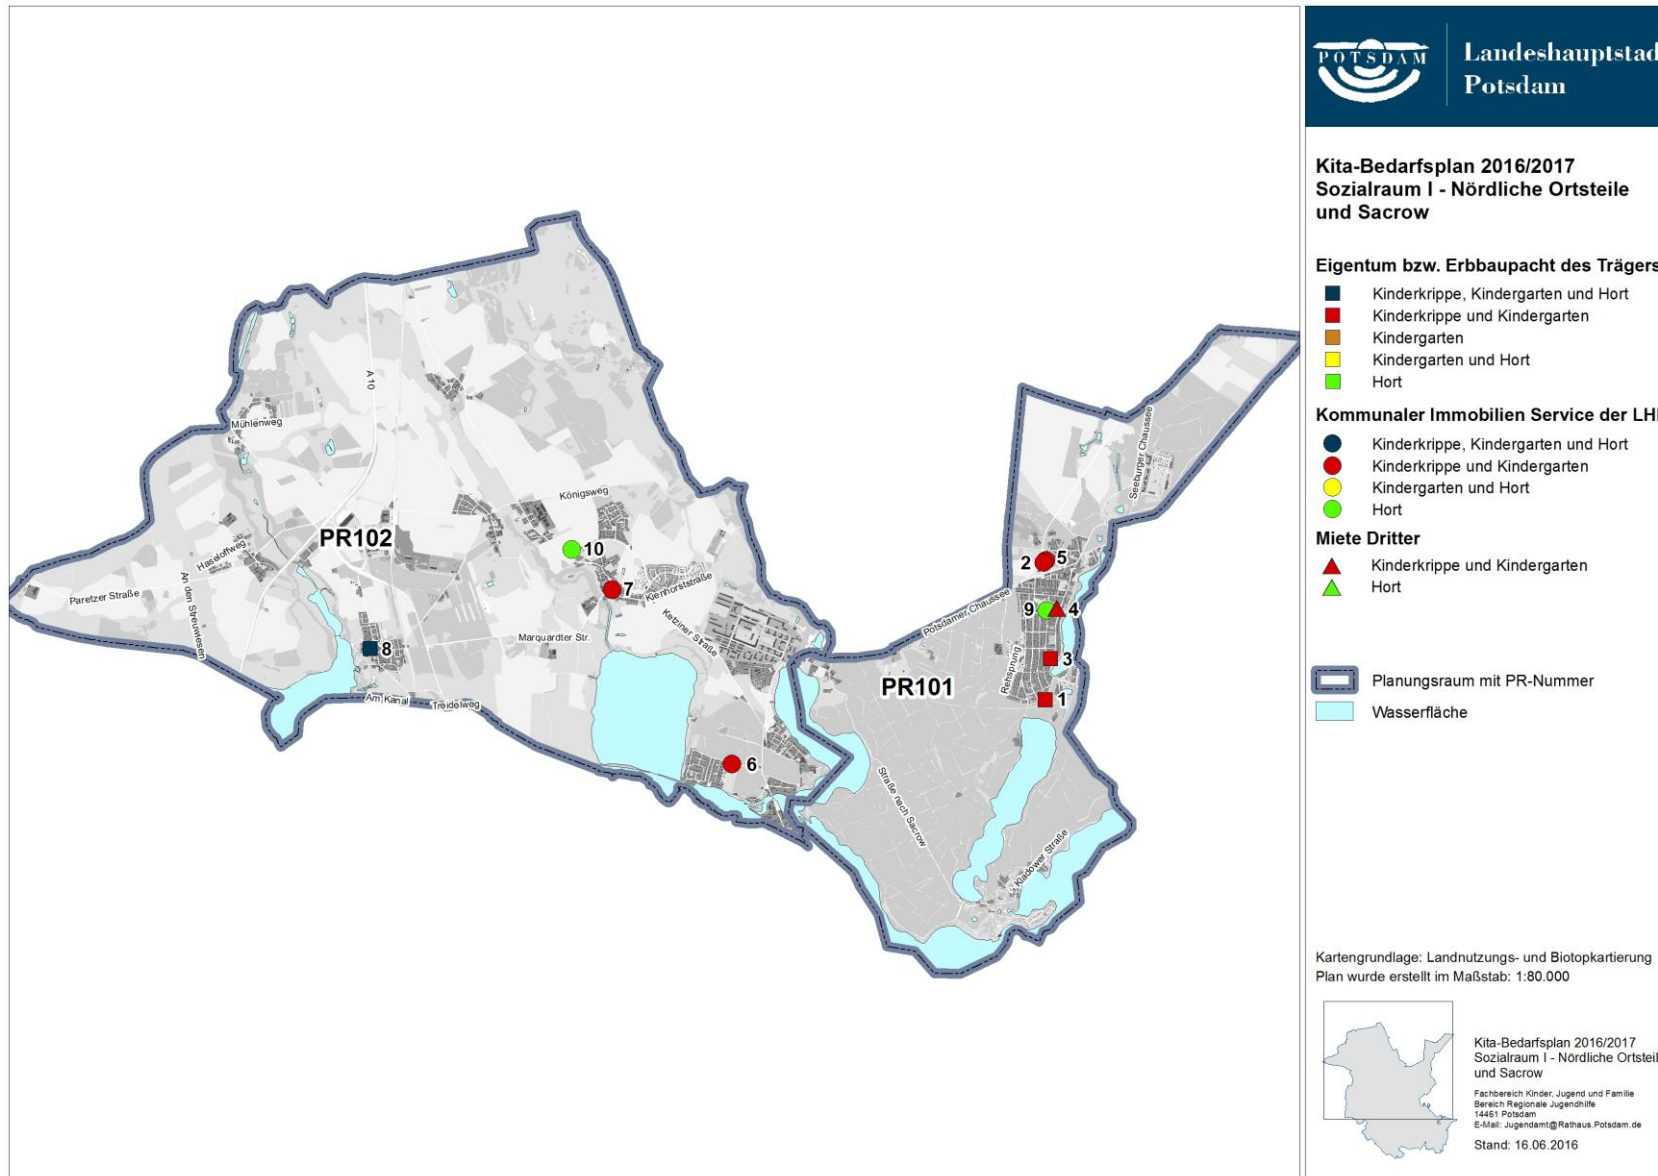 POTSDAM
Landeshauptstad
Potsdam
Kita-Bedarfsplan 2016/2017
Sozialraum I - Nördliche Ortsteile
und Sacrow
Eigentum bzw. Erbbaupacht des Trägers
Kinderkrippe, Kindergarten und Hort
Kinderkrippe und Kindergarten
Kindergarten
Kindergarten und Hort
Hort
Kommunaler Immobilien Service der LH
Kinderkrippe, Kindergarten und Hort
Kinderkrippe und Kindergarten
Kindergarten und Hort
Hort
Miete Dritter
Kinderkrippe und Kindergarten
Hort
Planungsraum mit PR-Nummer
Wasserfläche
Kartengrundlage: Landnutzungs- und Biotopkartierung
Plan wurde erstellt im Maßstab: 1:80.000
Kita-Bedarfsplan 2016/2017
Sozialraum I - Nördliche Ortsteil
und Sacrow
Fachbereich Kinder, Jugend und Familie
Bereich Regionale Jugendhilfe
14461 Potsdam
E-Mail: Jugendamt@Rathaus.Potsdam.de
Stand: 16.06.2016
A 10
Mühlenweg
Seeburger Chaussee
Königsweg
PR102
10
Haseloffweg
2
5
7
Kienhorststraße
Paretzer Straße
An den Streuwiesen
Potsdamer Chaussee
9
4
Ketziner Straße
Marquardter Str.
8
Rehsprung
3
PR101
Am Kanal
Treidelweg
1
6
Straße nach Sacrow
Kladower Straße